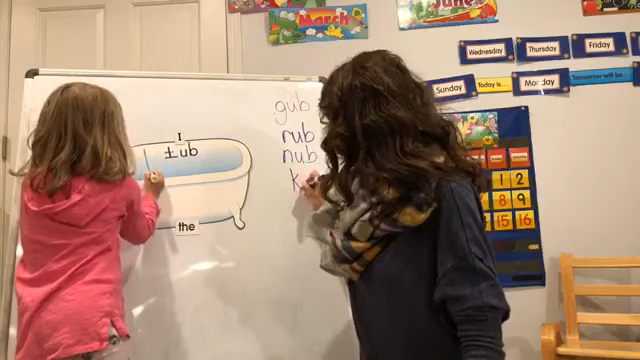 March
June
Wednesday
Thursday
Friday
Sunday
Today is...
Monday
Tomorrow will be...
I
tub
the
gub
rub
nub
k
1 2
8 9
15 16